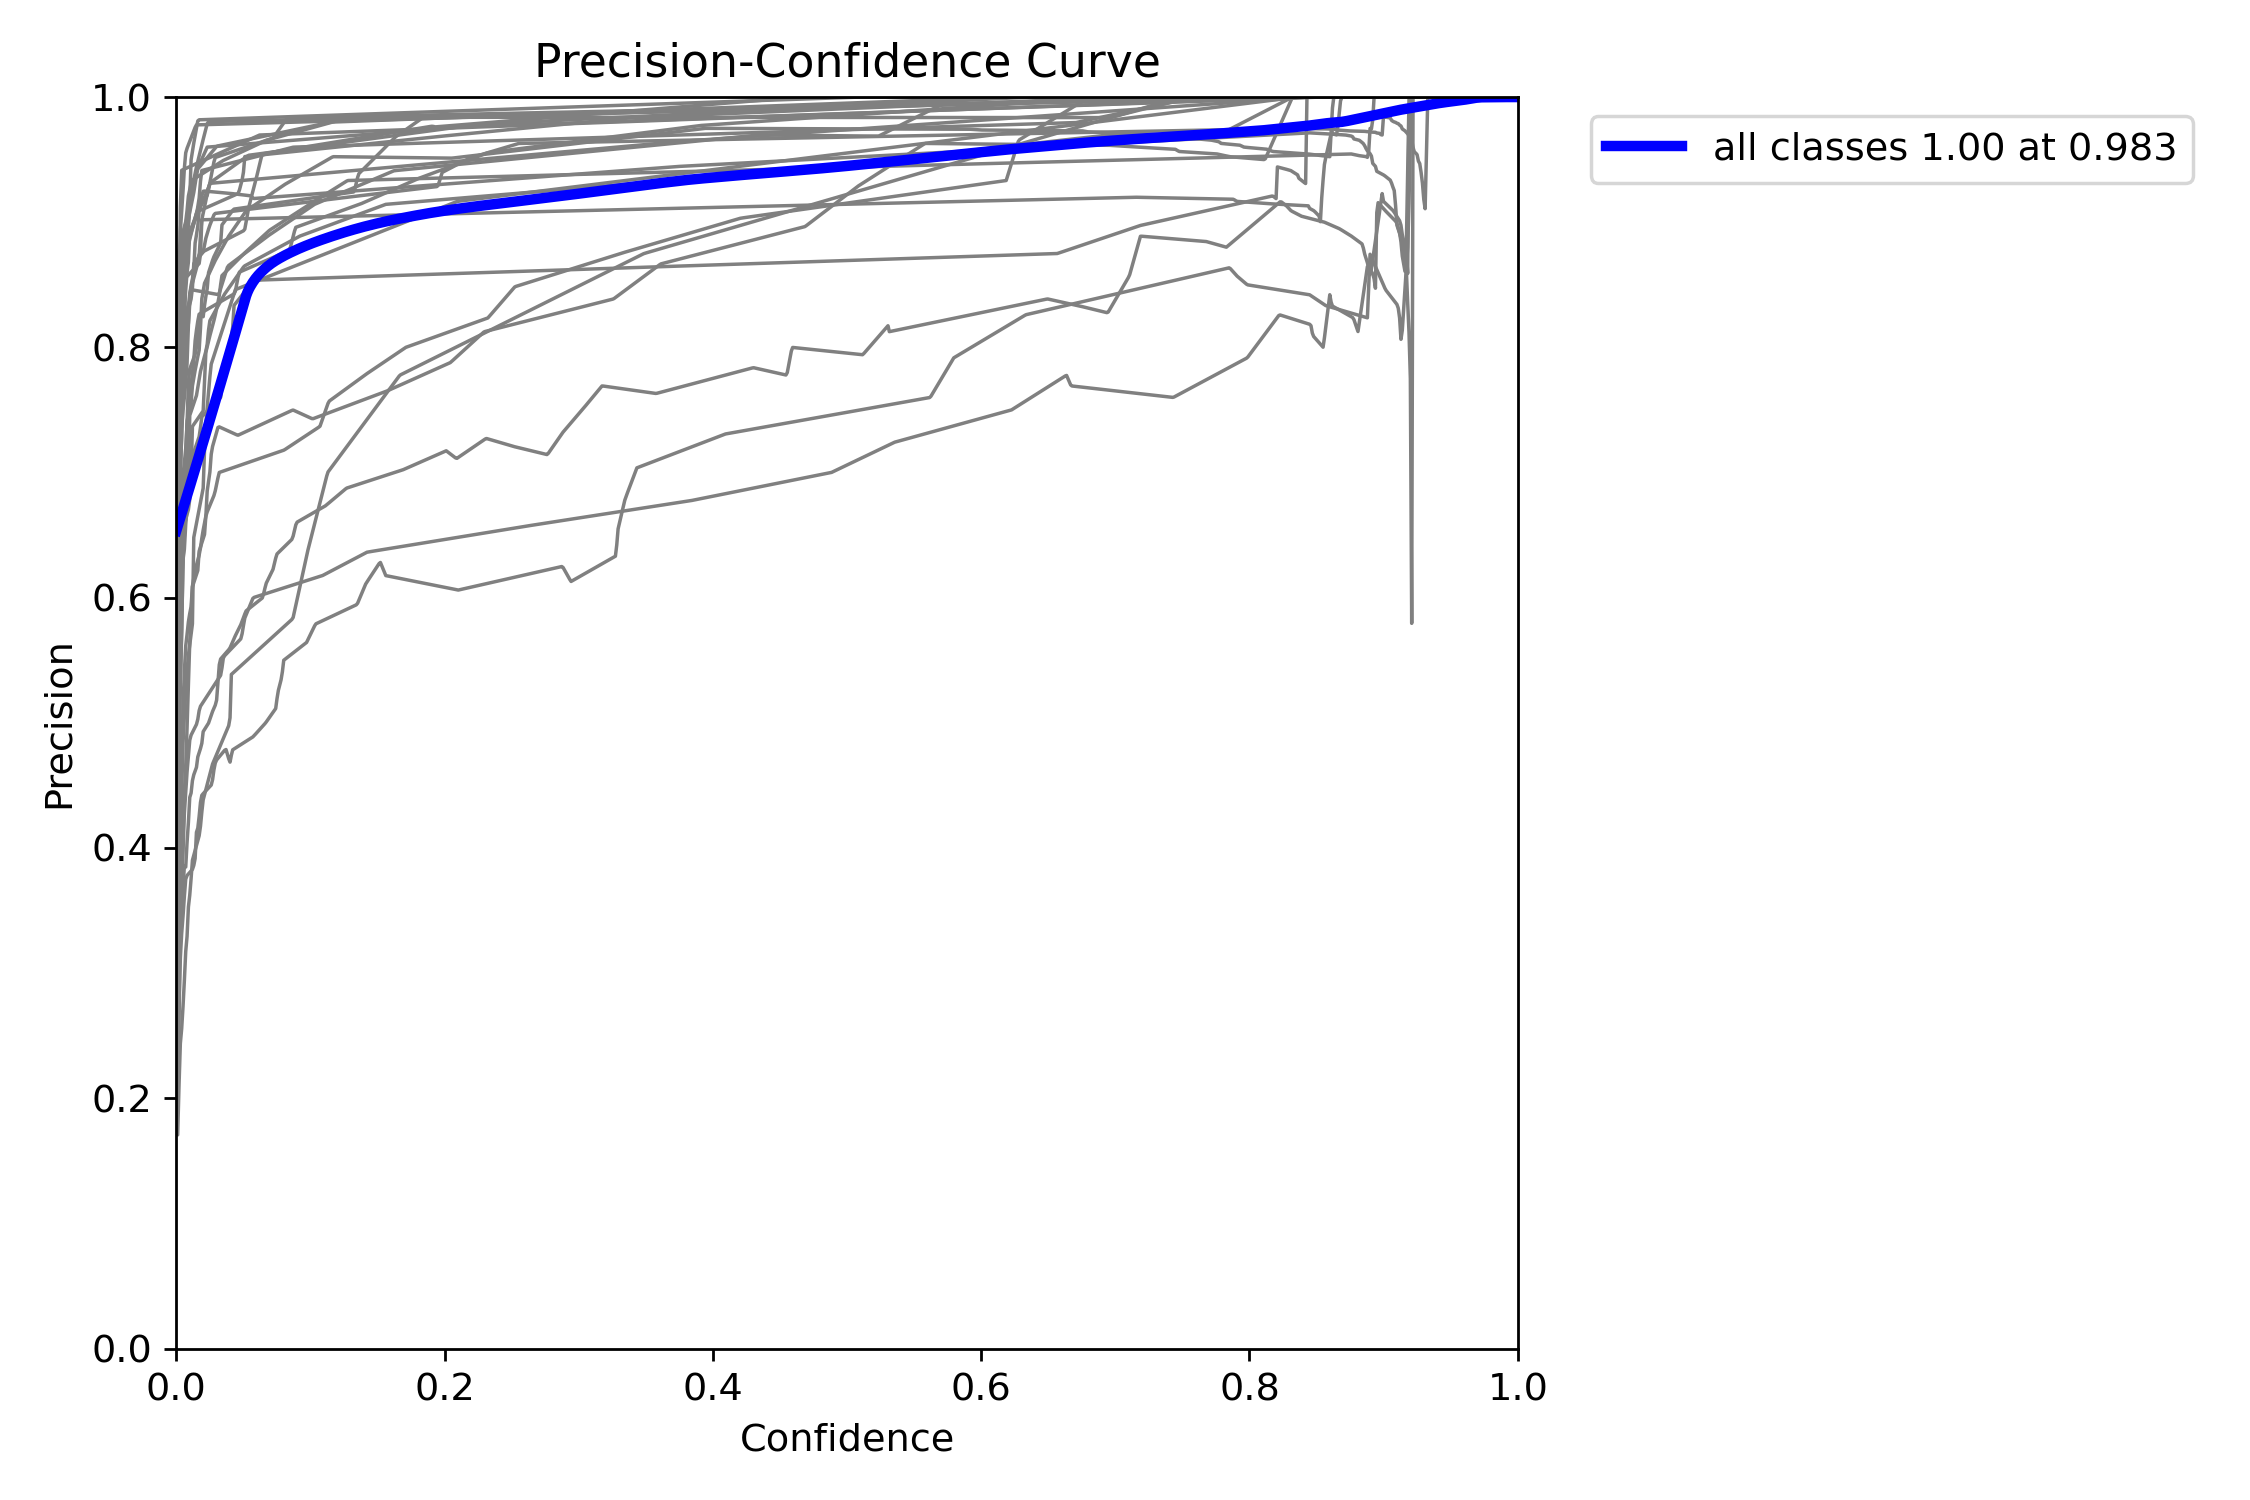 Precision-Confidence Curve
all classes 1.00 at 0.983
1.0
0.8
0.6
0.4
0.2
0.0
Precision
0.0 0.2 0.4 0.6 0.8 1.0
Confidence